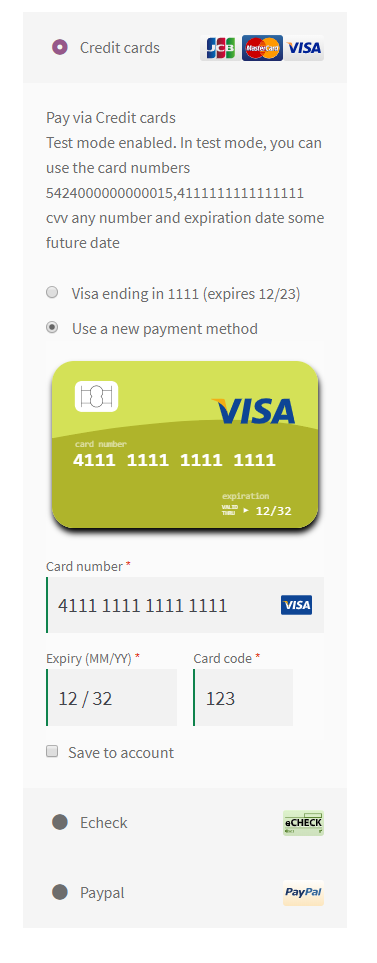 Credit cards
JCB
MasterCard
VISA
Pay via Credit cards
Test mode enabled. In test mode, you can
use the card numbers
5424000000000015,4111111111111111
cvv any number and expiration date some
future date
Visa ending in 1111 (expires 12/23)
Use a new payment method
VISA
card number
4111 1111 1111 1111
expiration
VALID
THRU
12/32
Card number *
4111 1111 1111 1111
VISA
Expiry (MM/YY) *
Card code *
12 / 32
123
Save to account
Echeck
eCHECK
Paypal
PayPal